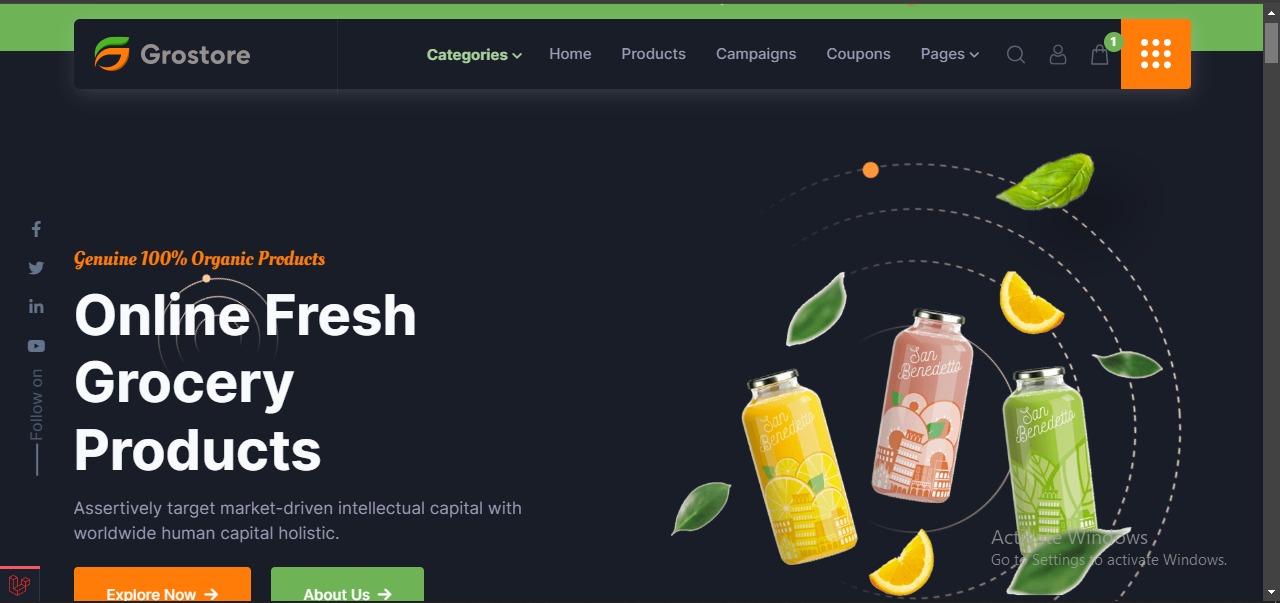 Grostore
Categories
Home
Products
Campaigns
Coupons
Pages
1
Genuine 100% Organic Products
Online Fresh
Grocery
Products
Assertively target market-driven intellectual capital with
worldwide human capital holistic.
Explore Now →
About Us →
Follow on
San
Benedetto
San
Benedetto
San
Benedetto
Activate Windows
Go to Settings to activate Windows.